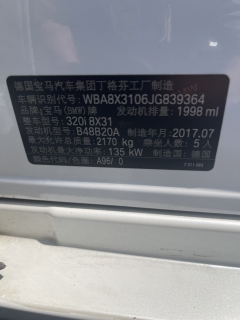 德国宝马汽车集团丁格芬工厂制造
车辆识别代号: WBA8X3106JG839364
品牌:宝马(BMW)牌 发动机排量: 1998 ml
整车型号: 320i 8X31
发动机型号: B48B20A 制造年月: 2017.07
最大允许总质量: 2170 kg 乘坐人数: 5 人
发动机最大净功率: 135 kW 制造国: 德国
色漆: A96/ 0